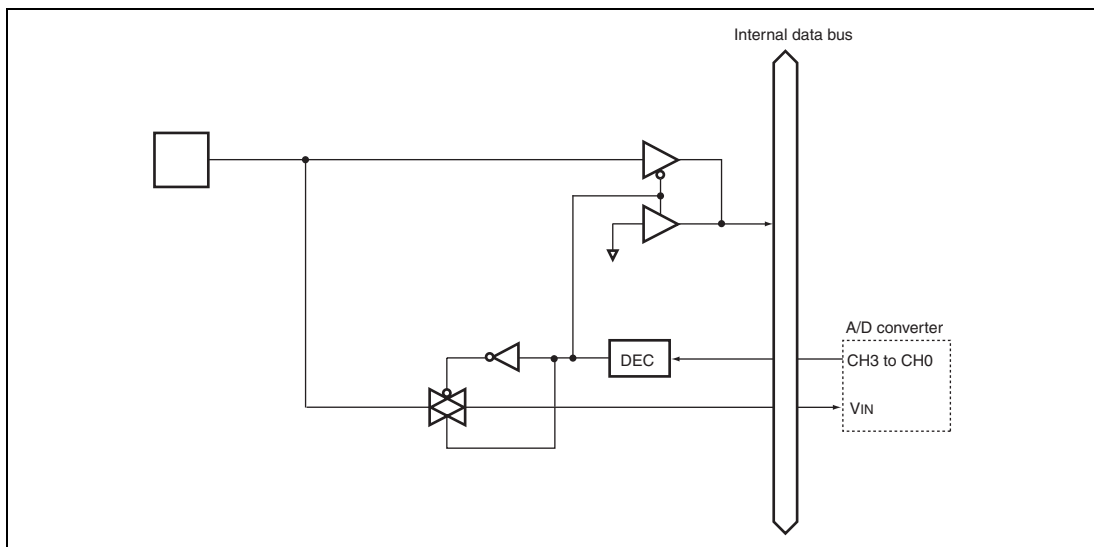 Internal data bus
A/D converter
DEC
CH3 to CH0
VIN